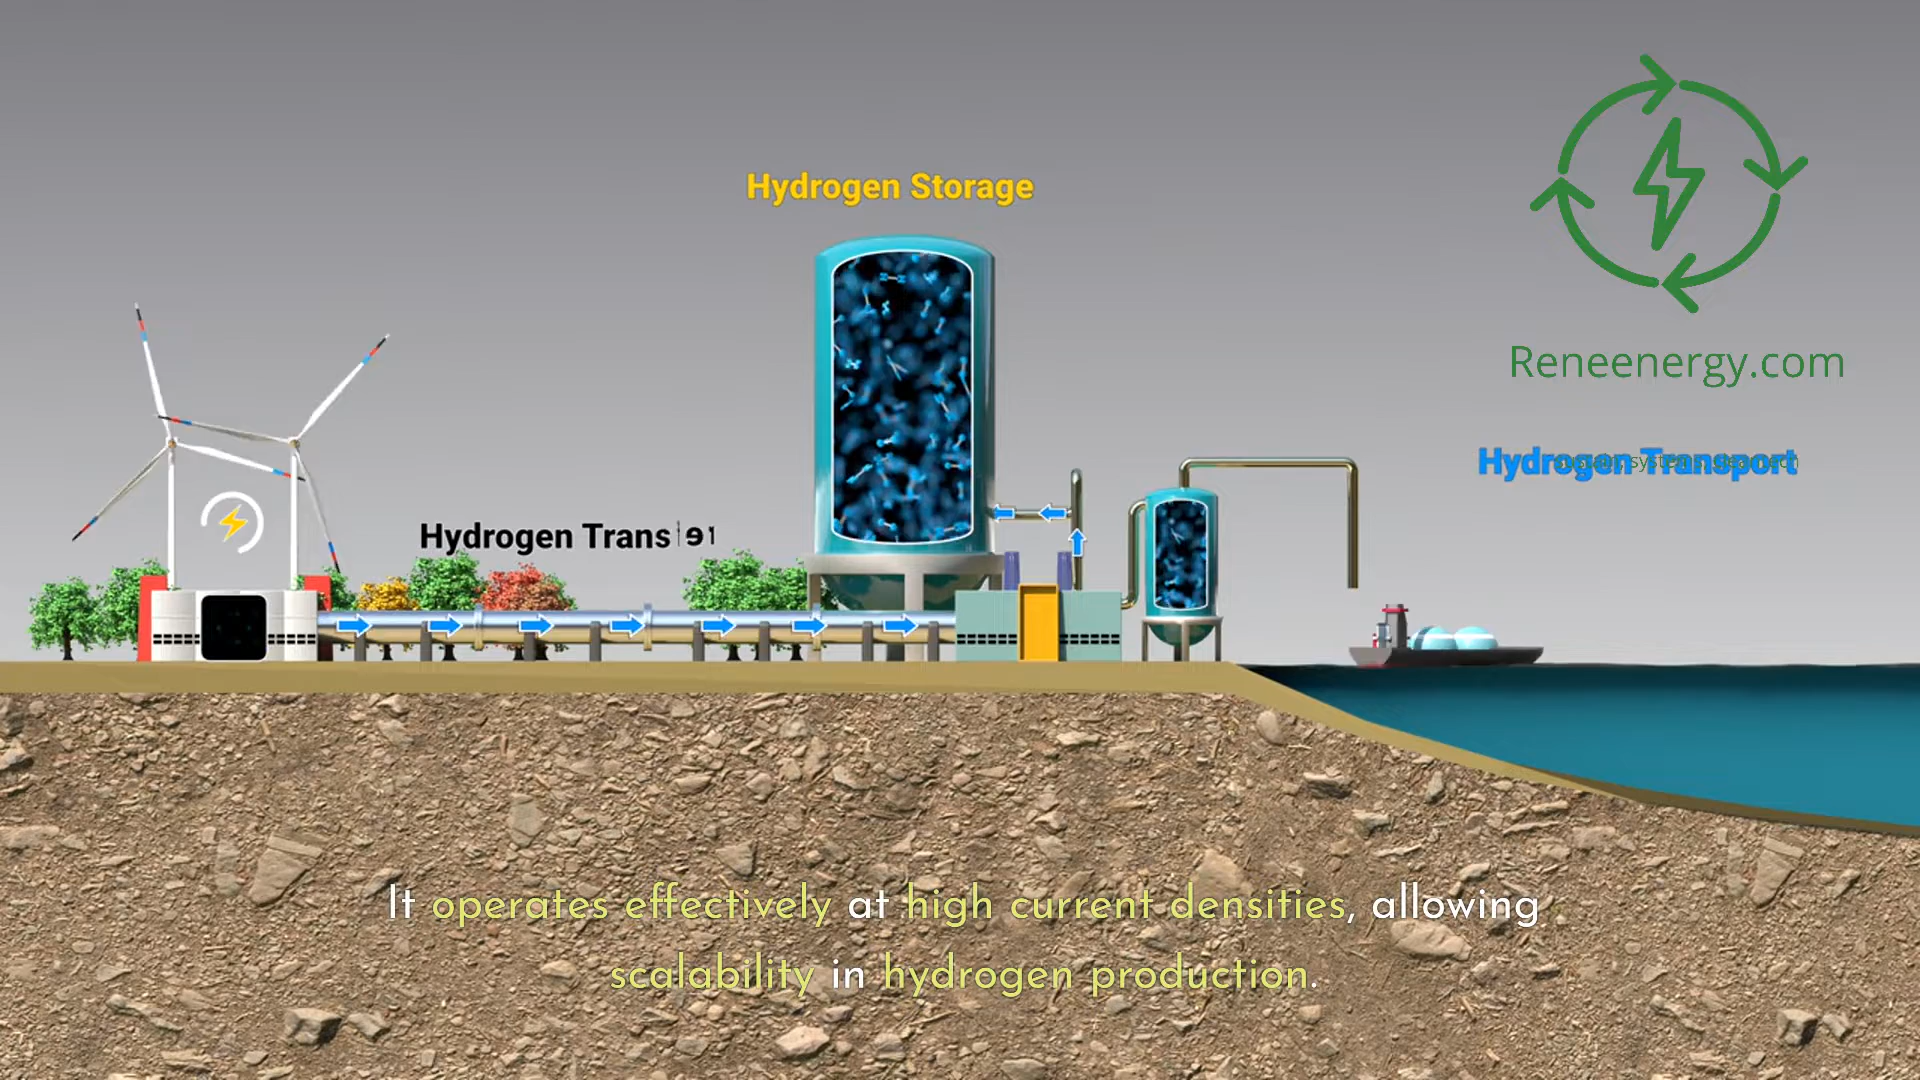 Hydrogen Storage
Reneenergy.com
Hydrogen Transport
Hydrogen Trans
It operates effectively at high current densities, allowing
scalability in hydrogen production.